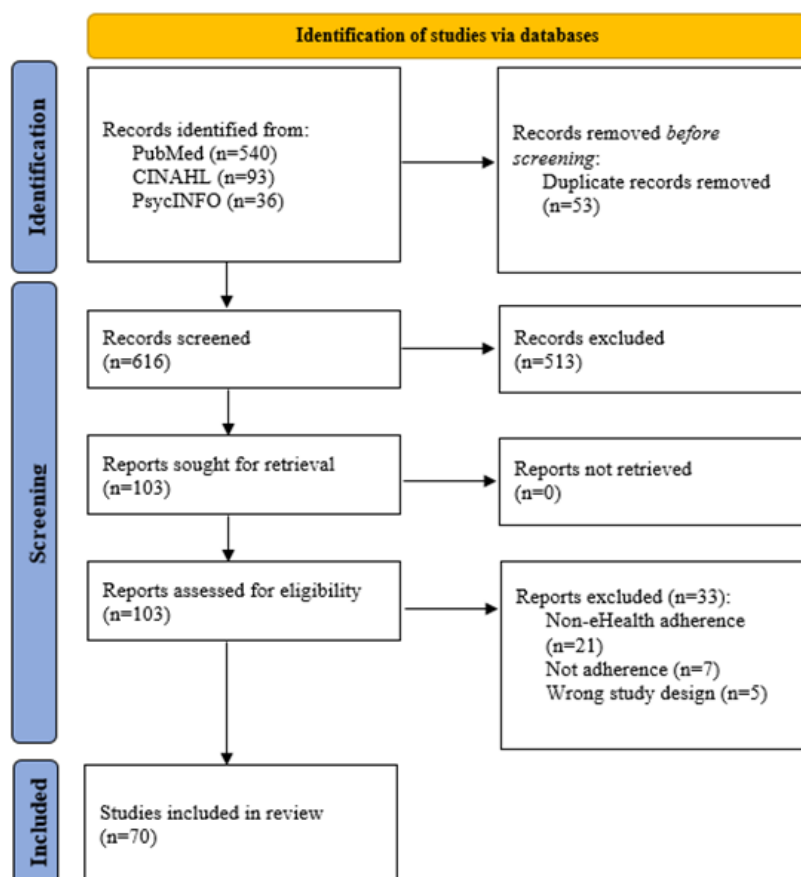 Identification of studies via databases
Identification
Records identified from:
PubMed (n=540)
CINAHL (n=93)
PsycINFO (n=36)
Records removed before
screening:
Duplicate records removed
(n=53)
Screening
Records screened
(n=616)
Records excluded
(n=513)
Reports sought for retrieval
(n=103)
Reports not retrieved
(n=0)
Reports assessed for eligibility
(n=103)
Reports excluded (n=33):
Non-eHealth adherence
(n=21)
Not adherence (n=7)
Wrong study design (n=5)
Included
Studies included in review
(n=70)